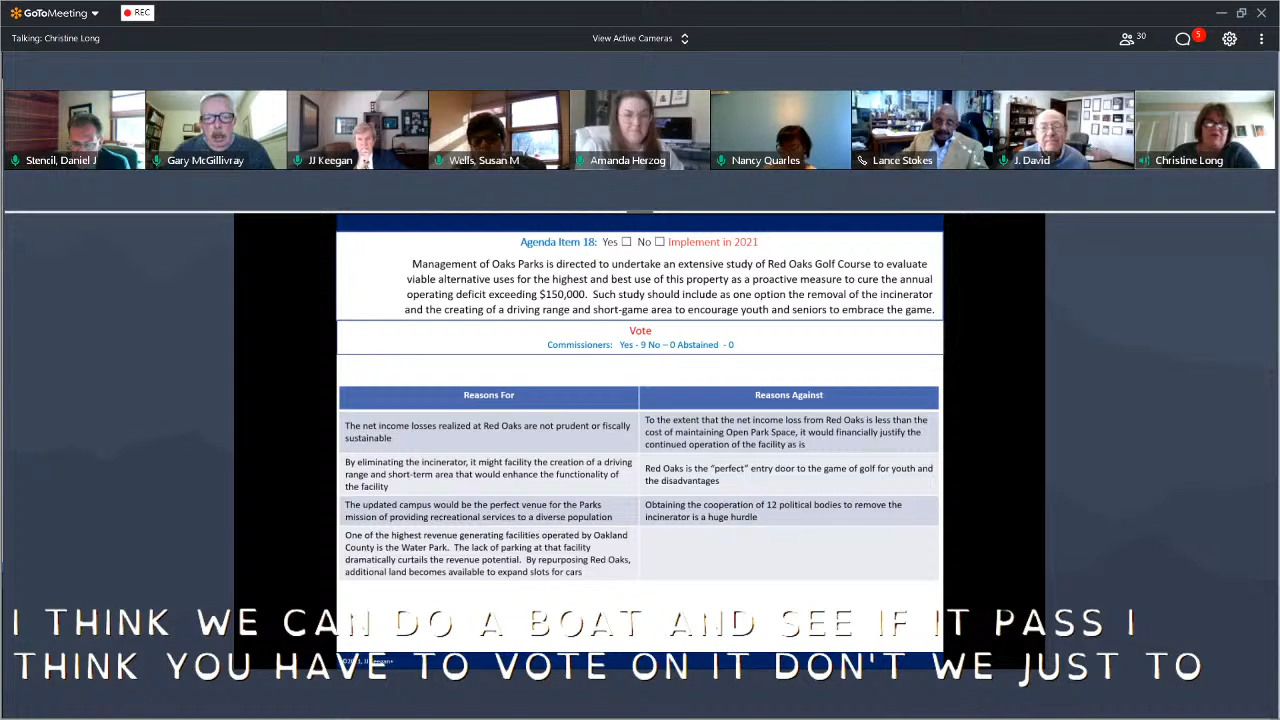 GoToMeeting
REC
Talking: Christine Long
View Active Cameras
30
5
Stencil, Daniel J
Gary McGillivray
JJ Keegan
Wells, Susan M
Amanda Herzog
Nancy Quarles
Lance Stokes
J. David
Christine Long
Agenda Item 18: Yes ☐ No ☐ Implement in 2021
Management of Oaks Parks is directed to undertake an extensive study of Red Oaks Golf Course to evaluate
viable alternative uses for the highest and best use of this property as a proactive measure to cure the annual
operating deficit exceeding $150,000. Such study should include as one option the removal of the incinerator
and the creating of a driving range and short-game area to encourage youth and seniors to embrace the game.
Vote
Commissioners: Yes - 9 No – 0 Abstained - 0
Reasons For
Reasons Against
The net income losses realized at Red Oaks are not prudent or fiscally
sustainable
To the extent that the net income loss from Red Oaks is less than the
cost of maintaining Open Park Space, it would financially justify the
continued operation of the facility as is
By eliminating the incinerator, it might facility the creation of a driving
range and short-term area that would enhance the functionality of
the facility
Red Oaks is the “perfect” entry door to the game of golf for youth and
the disadvantages
The updated campus would be the perfect venue for the Parks
mission of providing recreational services to a diverse population
Obtaining the cooperation of 12 political bodies to remove the
incinerator is a huge hurdle
One of the highest revenue generating facilities operated by Oakland
County is the Water Park. The lack of parking at that facility
dramatically curtails the revenue potential. By repurposing Red Oaks,
additional land becomes available to expand slots for cars
I THINK WE CAN DO A BOAT AND SEE IF IT PASS I
THINK YOU HAVE TO VOTE ON IT DON'T WE JUST TO